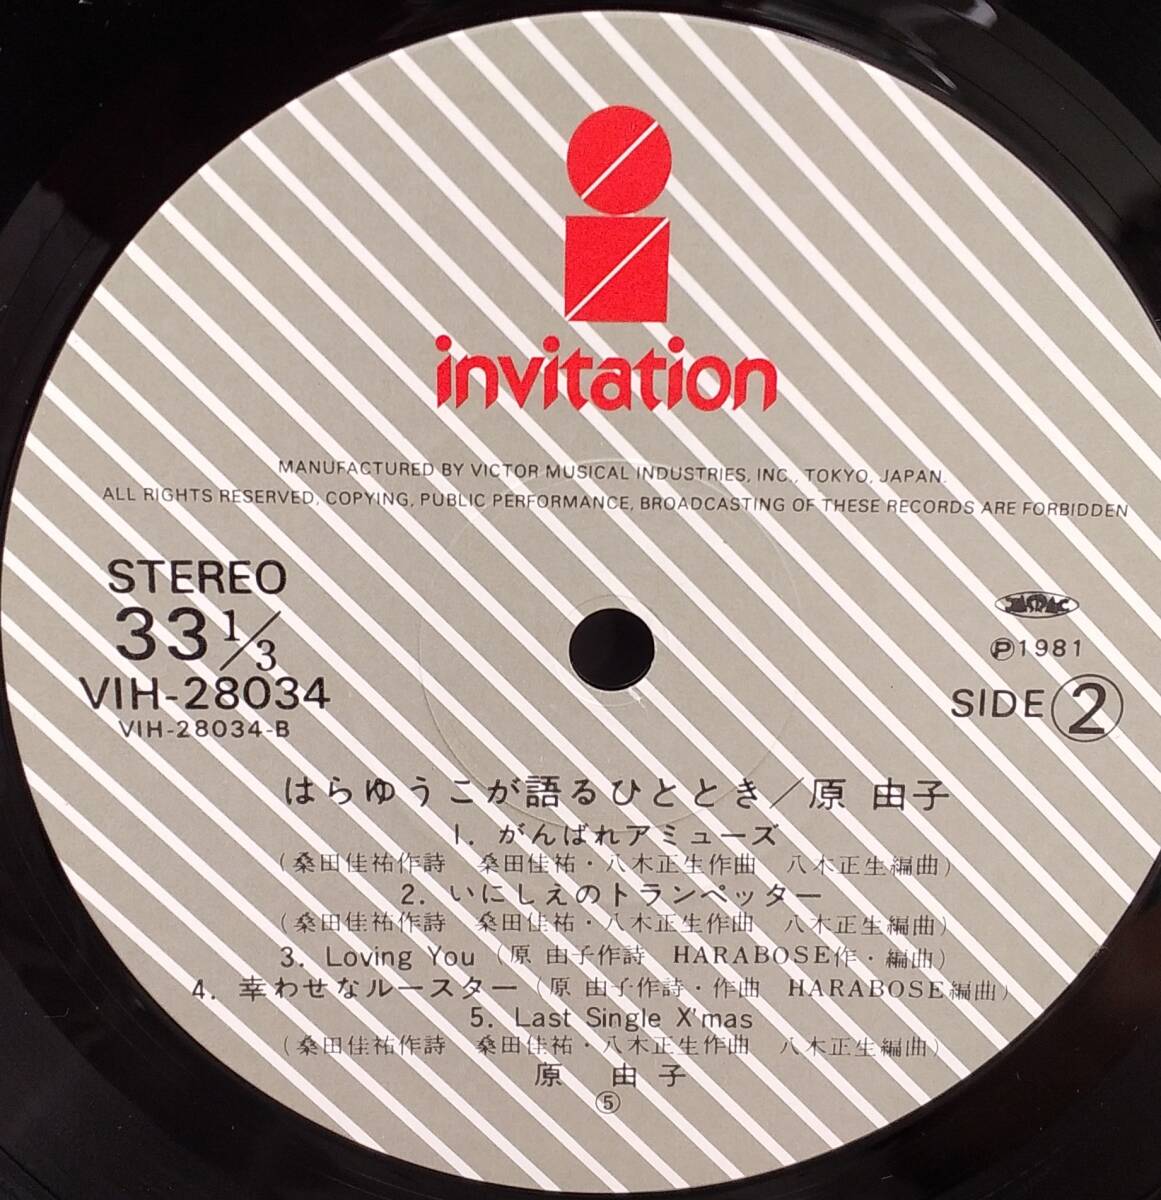 invitation
MANUFACTURED BY VICTOR MUSICAL INDUSTRIES, INC., TOKYO, JAPAN.
ALL RIGHTS RESERVED, COPYING, PUBLIC PERFORMANCE, BROADCASTING OF THESE RECORDS ARE FORBIDDEN
STEREO
33 1/3
VIH-28034
VIH-28034-B
JASRAC
Ⓟ1981
SIDE ②
はらゆうこが語るひととき／原 由子
1. がんばれアミューズ
(桑田佳祐作詩 桑田佳祐・八木正生作曲 八木正生編曲)
2. いにしえのトランペッター
(桑田佳祐作詩 桑田佳祐・八木正生作曲 八木正生編曲)
3. Loving You (原 由子作詩 HARABOSE作・編曲)
4. 幸わせなルースター (原 由子作詩・作曲 HARABOSE編曲)
5. Last Single X'mas
(桑田佳祐作詩 桑田佳祐・八木正生作曲 八木正生編曲)
原 由子
⑤